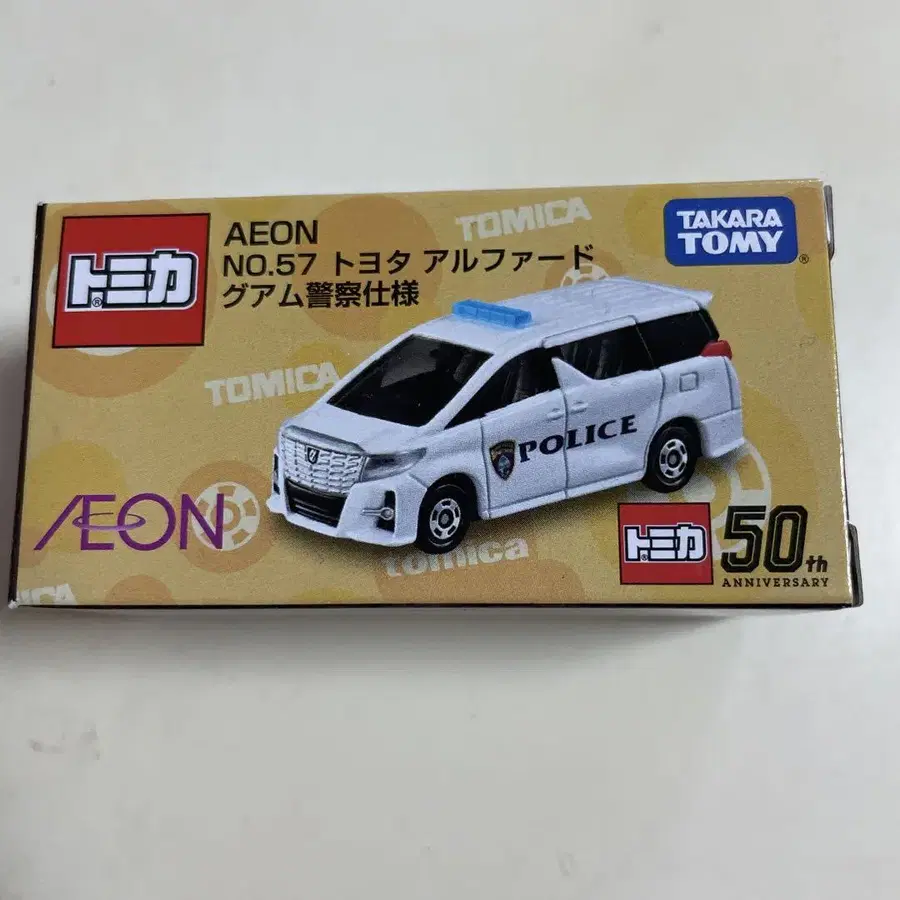 トミカ
AEON
NO.57 トヨタ アルファード
グアム警察仕様
TOMICA
TAKARA
TOMY
TOMICA
POLICE
AEON
tomica
トミカ
50th
ANNIVERSARY